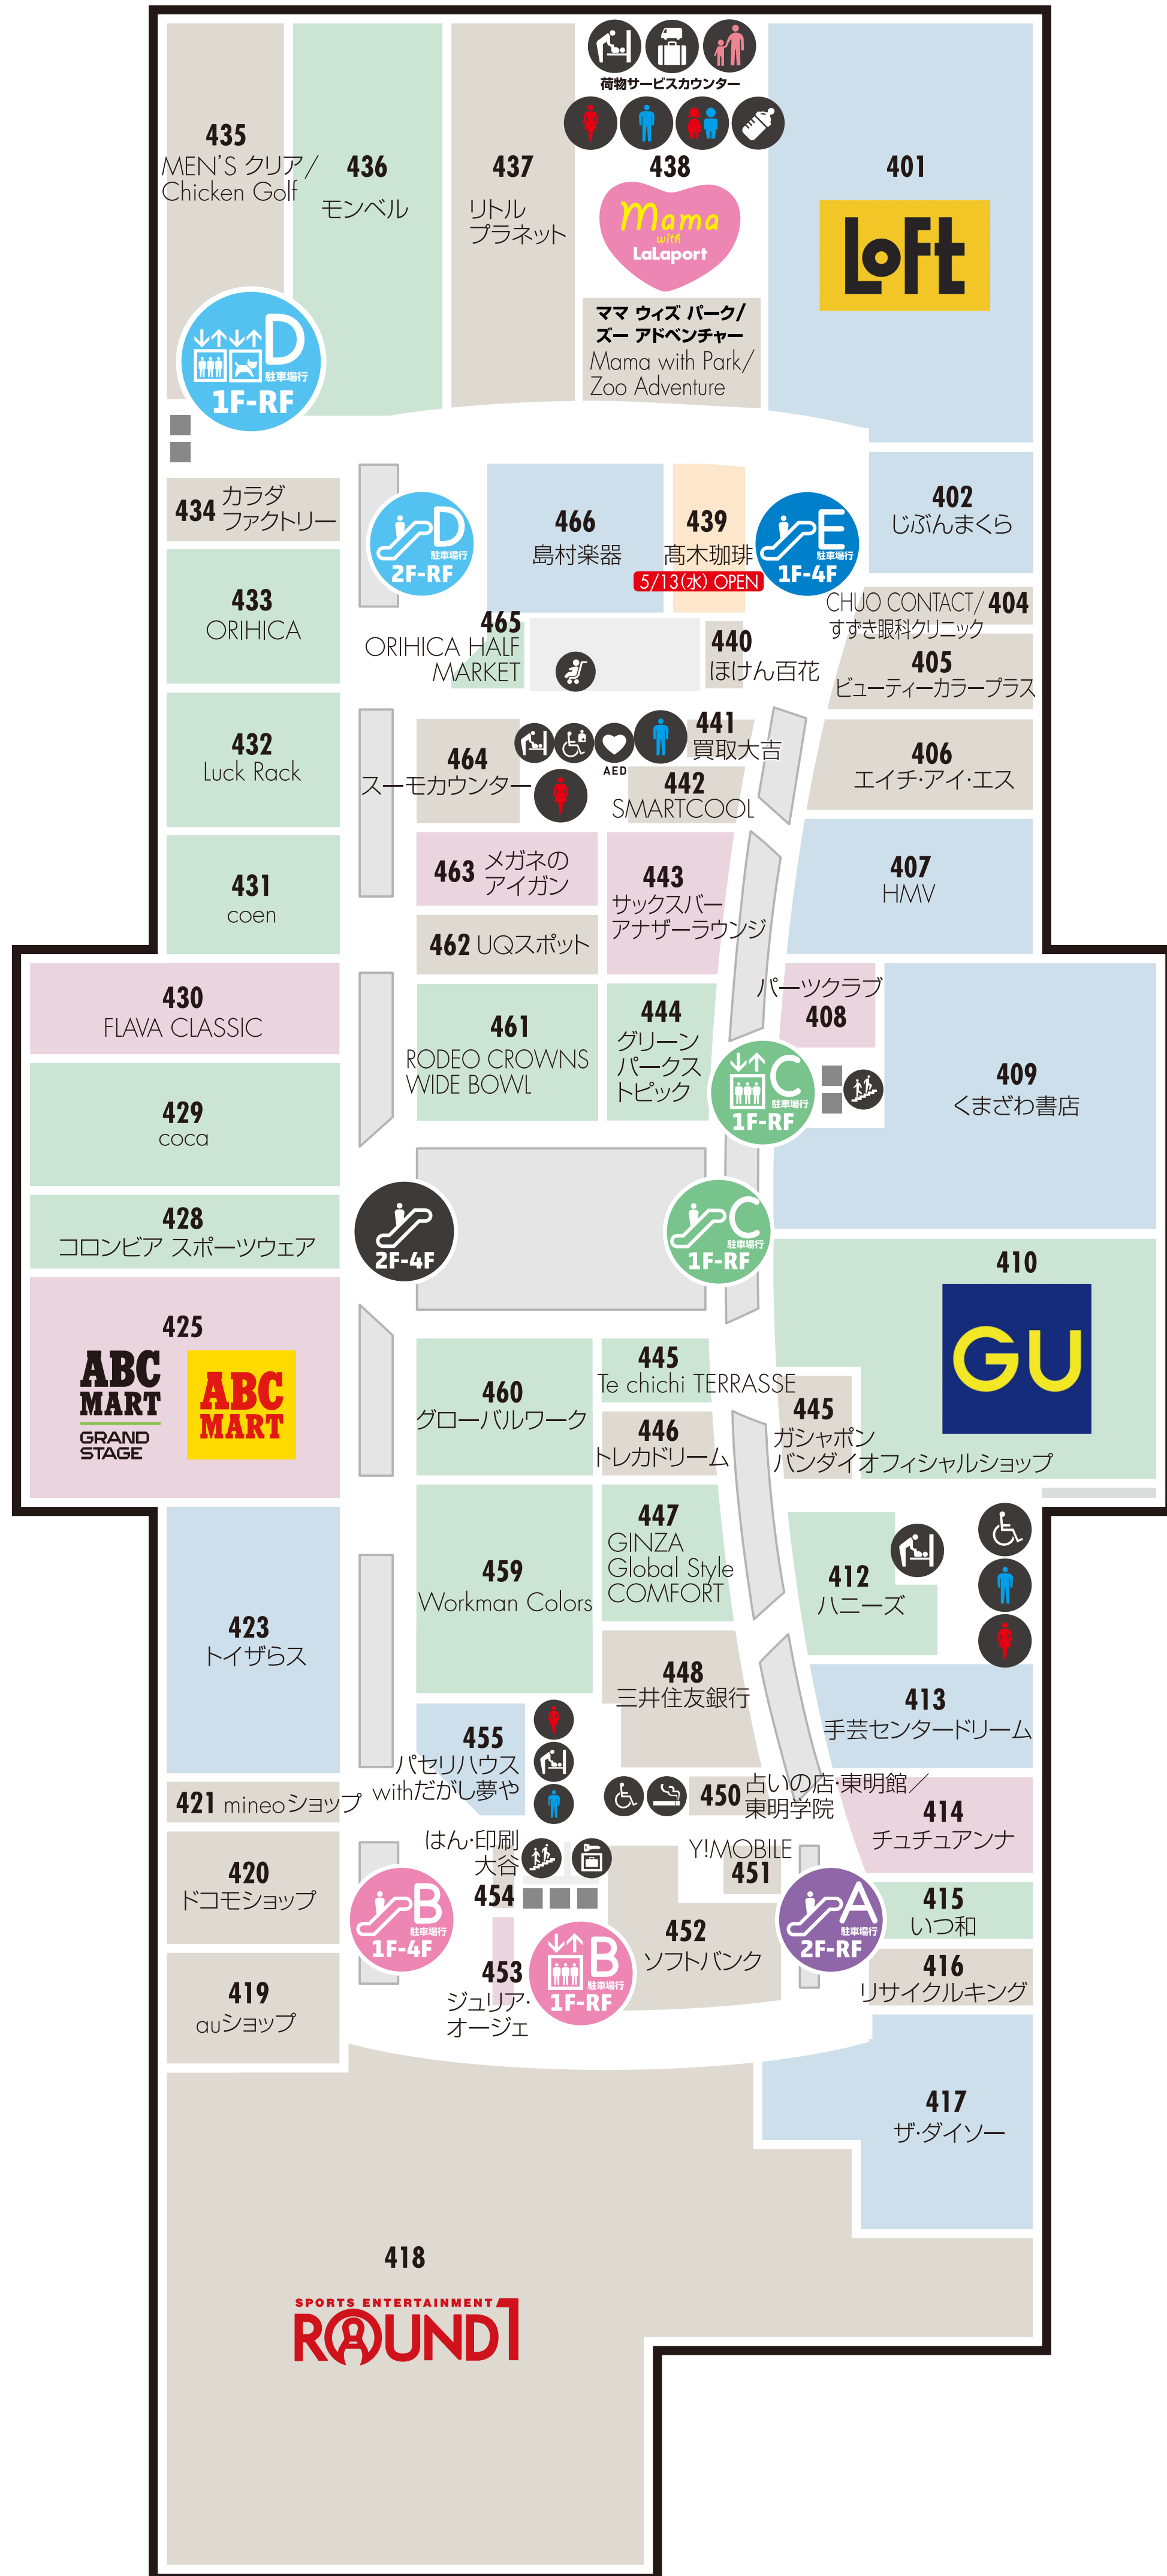 荷物サービスカウンター
435
MEN'S クリア/
Chicken Golf
436
モンベル
437
リトル
プラネット
438
Mama
with
LaLaport
ママ ウィズ パーク/
ズー アドベンチャー
Mama with Park/
Zoo Adventure
401
LoFt
D
駐車場行
1F-RF
434
カラダ
ファクトリー
D
駐車場行
2F-RF
466
島村楽器
439
髙木珈琲
5/13(水) OPEN
E
駐車場行
1F-4F
402
じぶんまくら
433
ORIHICA
465
ORIHICA HALF
MARKET
440
ほけん百花
CHUO CONTACT/
すずき眼科クリニック
404
405
ビューティーカラープラス
432
Luck Rack
464
スーモカウンター
AED
441
買取大吉
442
SMARTCOOL
406
エイチ・アイ・エス
431
coen
463
メガネの
アイガン
443
サックスバー
アナザーラウンジ
407
HMV
462 UQスポット
430
FLAVA CLASSIC
461
RODEO CROWNS
WIDE BOWL
444
グリーン
パークス
トピック
パーツクラブ
408
C
駐車場行
1F-RF
409
くまざわ書店
429
coca
428
コロンビア スポーツウェア
2F-4F
C
駐車場行
1F-RF
410
GU
425
ABC
MART
GRAND
STAGE
ABC
MART
460
グローバルワーク
445
Te chichi TERRASSE
446
トレカドリーム
445
ガシャポン
バンダイオフィシャルショップ
459
Workman Colors
447
GINZA
Global Style
COMFORT
412
ハニーズ
423
トイザらス
448
三井住友銀行
413
手芸センタードリーム
455
パセリハウス
withだがし夢や
421 mineoショップ
450
占いの店・東明館／
東明学院
414
チュチュアンナ
420
ドコモショップ
はん・印刷
大谷
454
Y!MOBILE
451
B
駐車場行
1F-4F
A
駐車場行
2F-RF
415
いつ和
452
ソフトバンク
416
リサイクルキング
419
auショップ
453
ジュリア・
オージェ
B
駐車場行
1F-RF
417
ザ・ダイソー
418
SPORTS ENTERTAINMENT
ROUND1